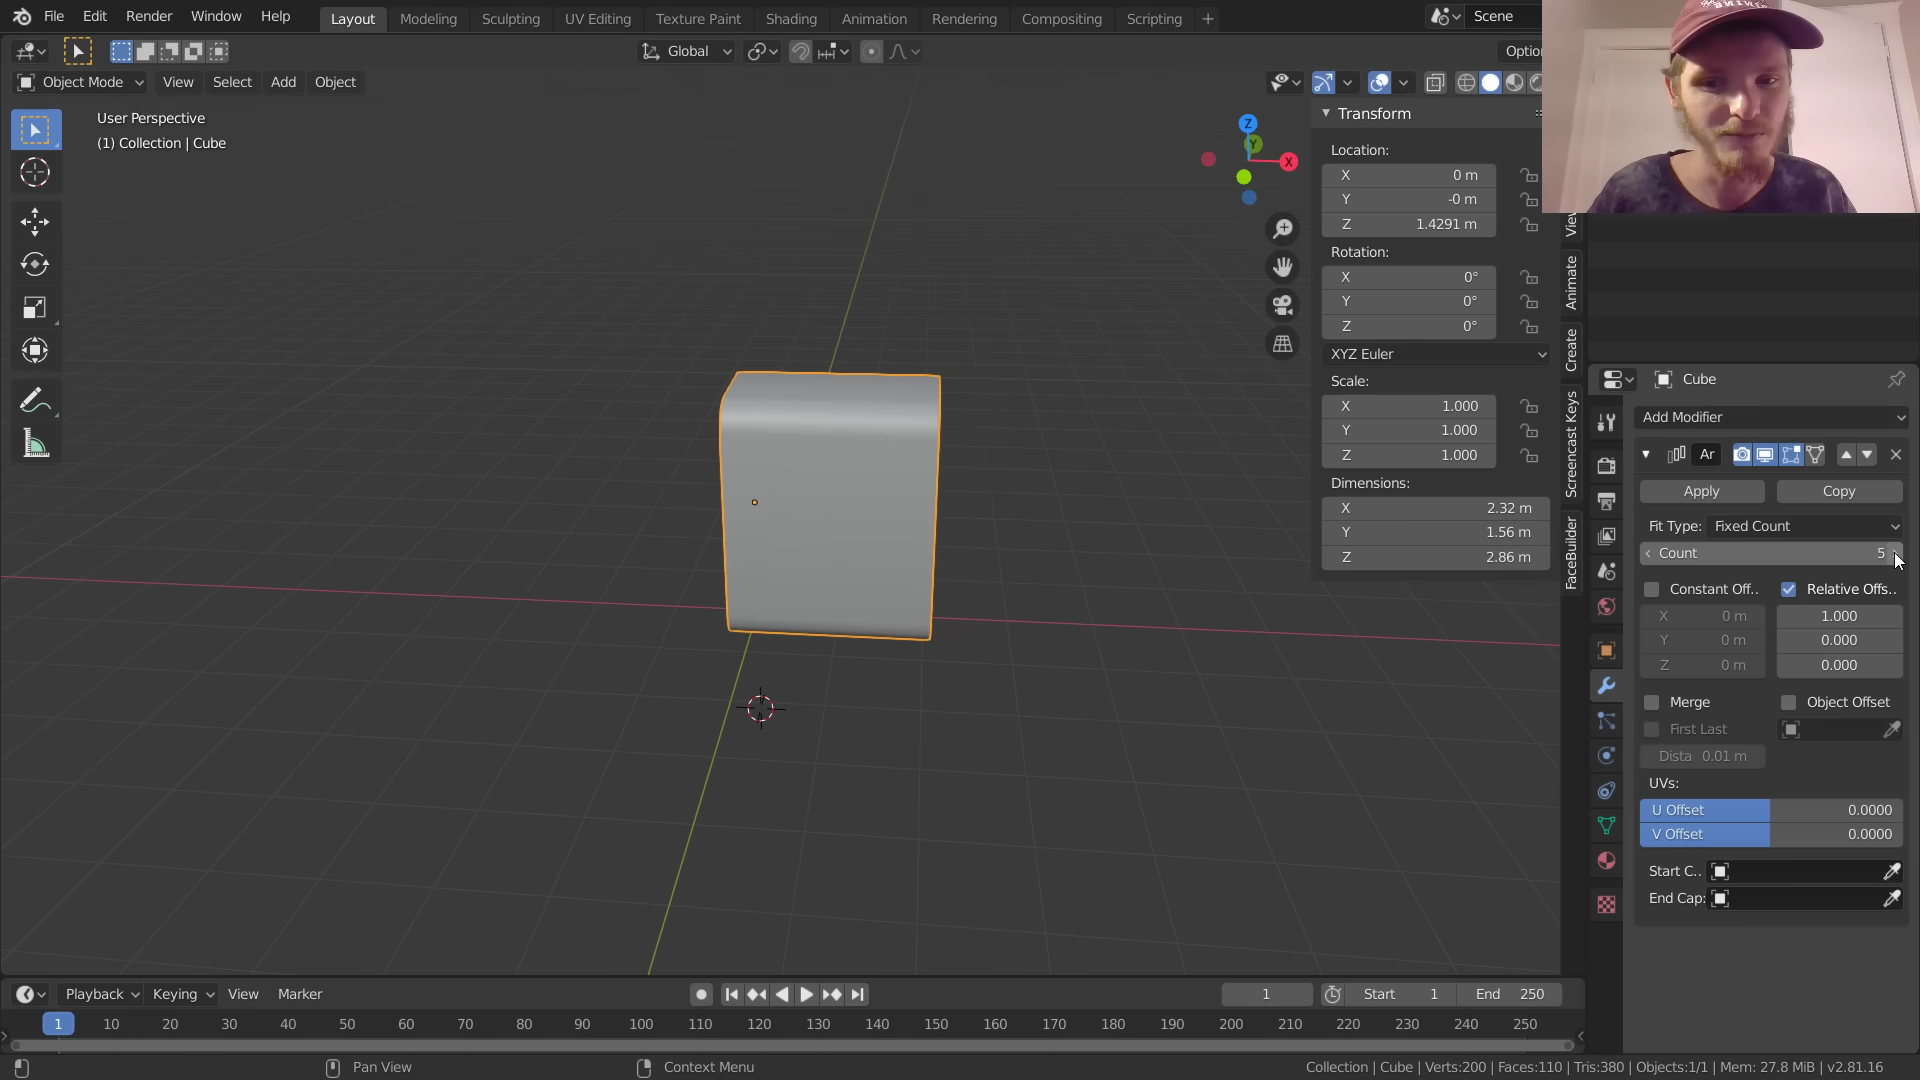 File Edit Render Window Help
Layout Modeling Sculpting UV Editing Texture Paint Shading Animation Rendering Compositing Scripting +
Scene
Global
Optio
Object Mode View Select Add Object
User Perspective
(1) Collection | Cube
Z
Y
X
Transform
Location:
X 0 m
Y -0 m
Z 1.4291 m
Rotation:
X 0°
Y 0°
Z 0°
XYZ Euler
Scale:
X 1.000
Y 1.000
Z 1.000
Dimensions:
X 2.32 m
Y 1.56 m
Z 2.86 m
Animate
Create
Screencast Keys
FaceBuilder
Cube
Add Modifier
Ar
Apply Copy
Fit Type: Fixed Count
Count 5
Constant Off.. Relative Offs..
X 0 m 1.000
Y 0 m 0.000
Z 0 m 0.000
Merge Object Offset
First Last
Dista 0.01 m
UVs:
U Offset 0.0000
V Offset 0.0000
Start C..
End Cap:
Playback Keying View Marker
1 Start 1 End 250
1 10 20 30 40 50 60 70 80 90 100 110 120 130 140 150 160 170 180 190 200 210 220 230 240 250
Pan View Context Menu
Collection | Cube | Verts:200 | Faces:110 | Tris:380 | Objects:1/1 | Mem: 27.8 MiB | v2.81.16